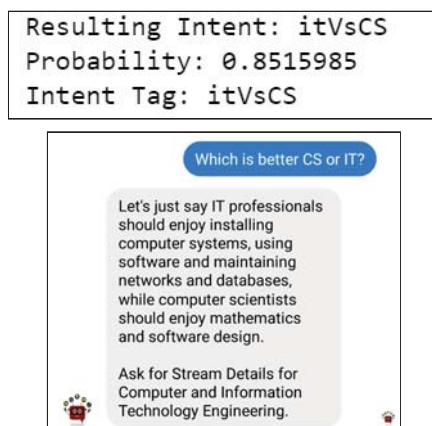 Resulting Intent: itVsCS
Probability: 0.8515985
Intent Tag: itVsCS
Which is better CS or IT?
Let's just say IT professionals
should enjoy installing
computer systems, using
software and maintaining
networks and databases,
while computer scientists
should enjoy mathematics
and software design.
Ask for Stream Details for
Computer and Information
Technology Engineering.